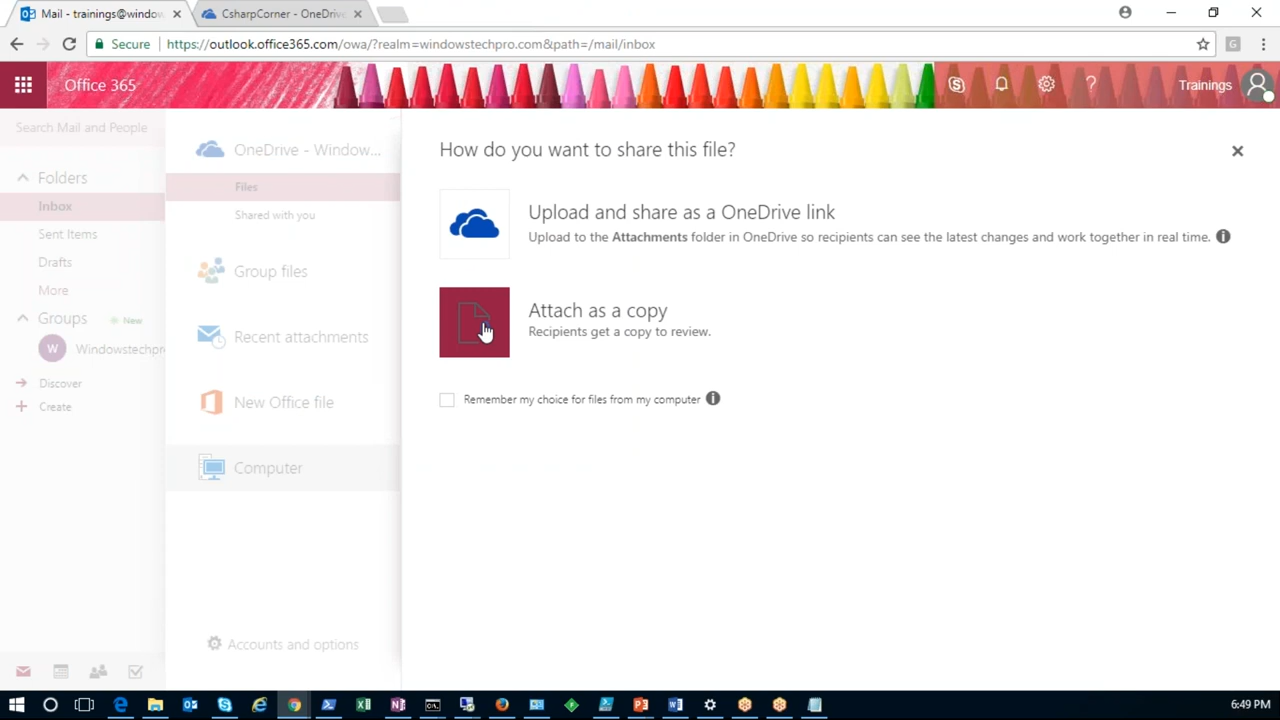 Mail - trainings@window
CsharpCorner - OneDriv
Secure
https://outlook.office365.com/owa/?realm=windowstechpro.com&path=/mail/inbox
G
Office 365
S
?
Trainings
Search Mail and People
Folders
Inbox
Sent Items
Drafts
More
Groups
New
W
Windowstechpr
Discover
Create
OneDrive - Window...
Files
Shared with you
Group files
Recent attachments
New Office file
Computer
Accounts and options
How do you want to share this file?
Upload and share as a OneDrive link
Upload to the Attachments folder in OneDrive so recipients can see the latest changes and work together in real time.
Attach as a copy
Recipients get a copy to review.
Remember my choice for files from my computer
6:49 PM